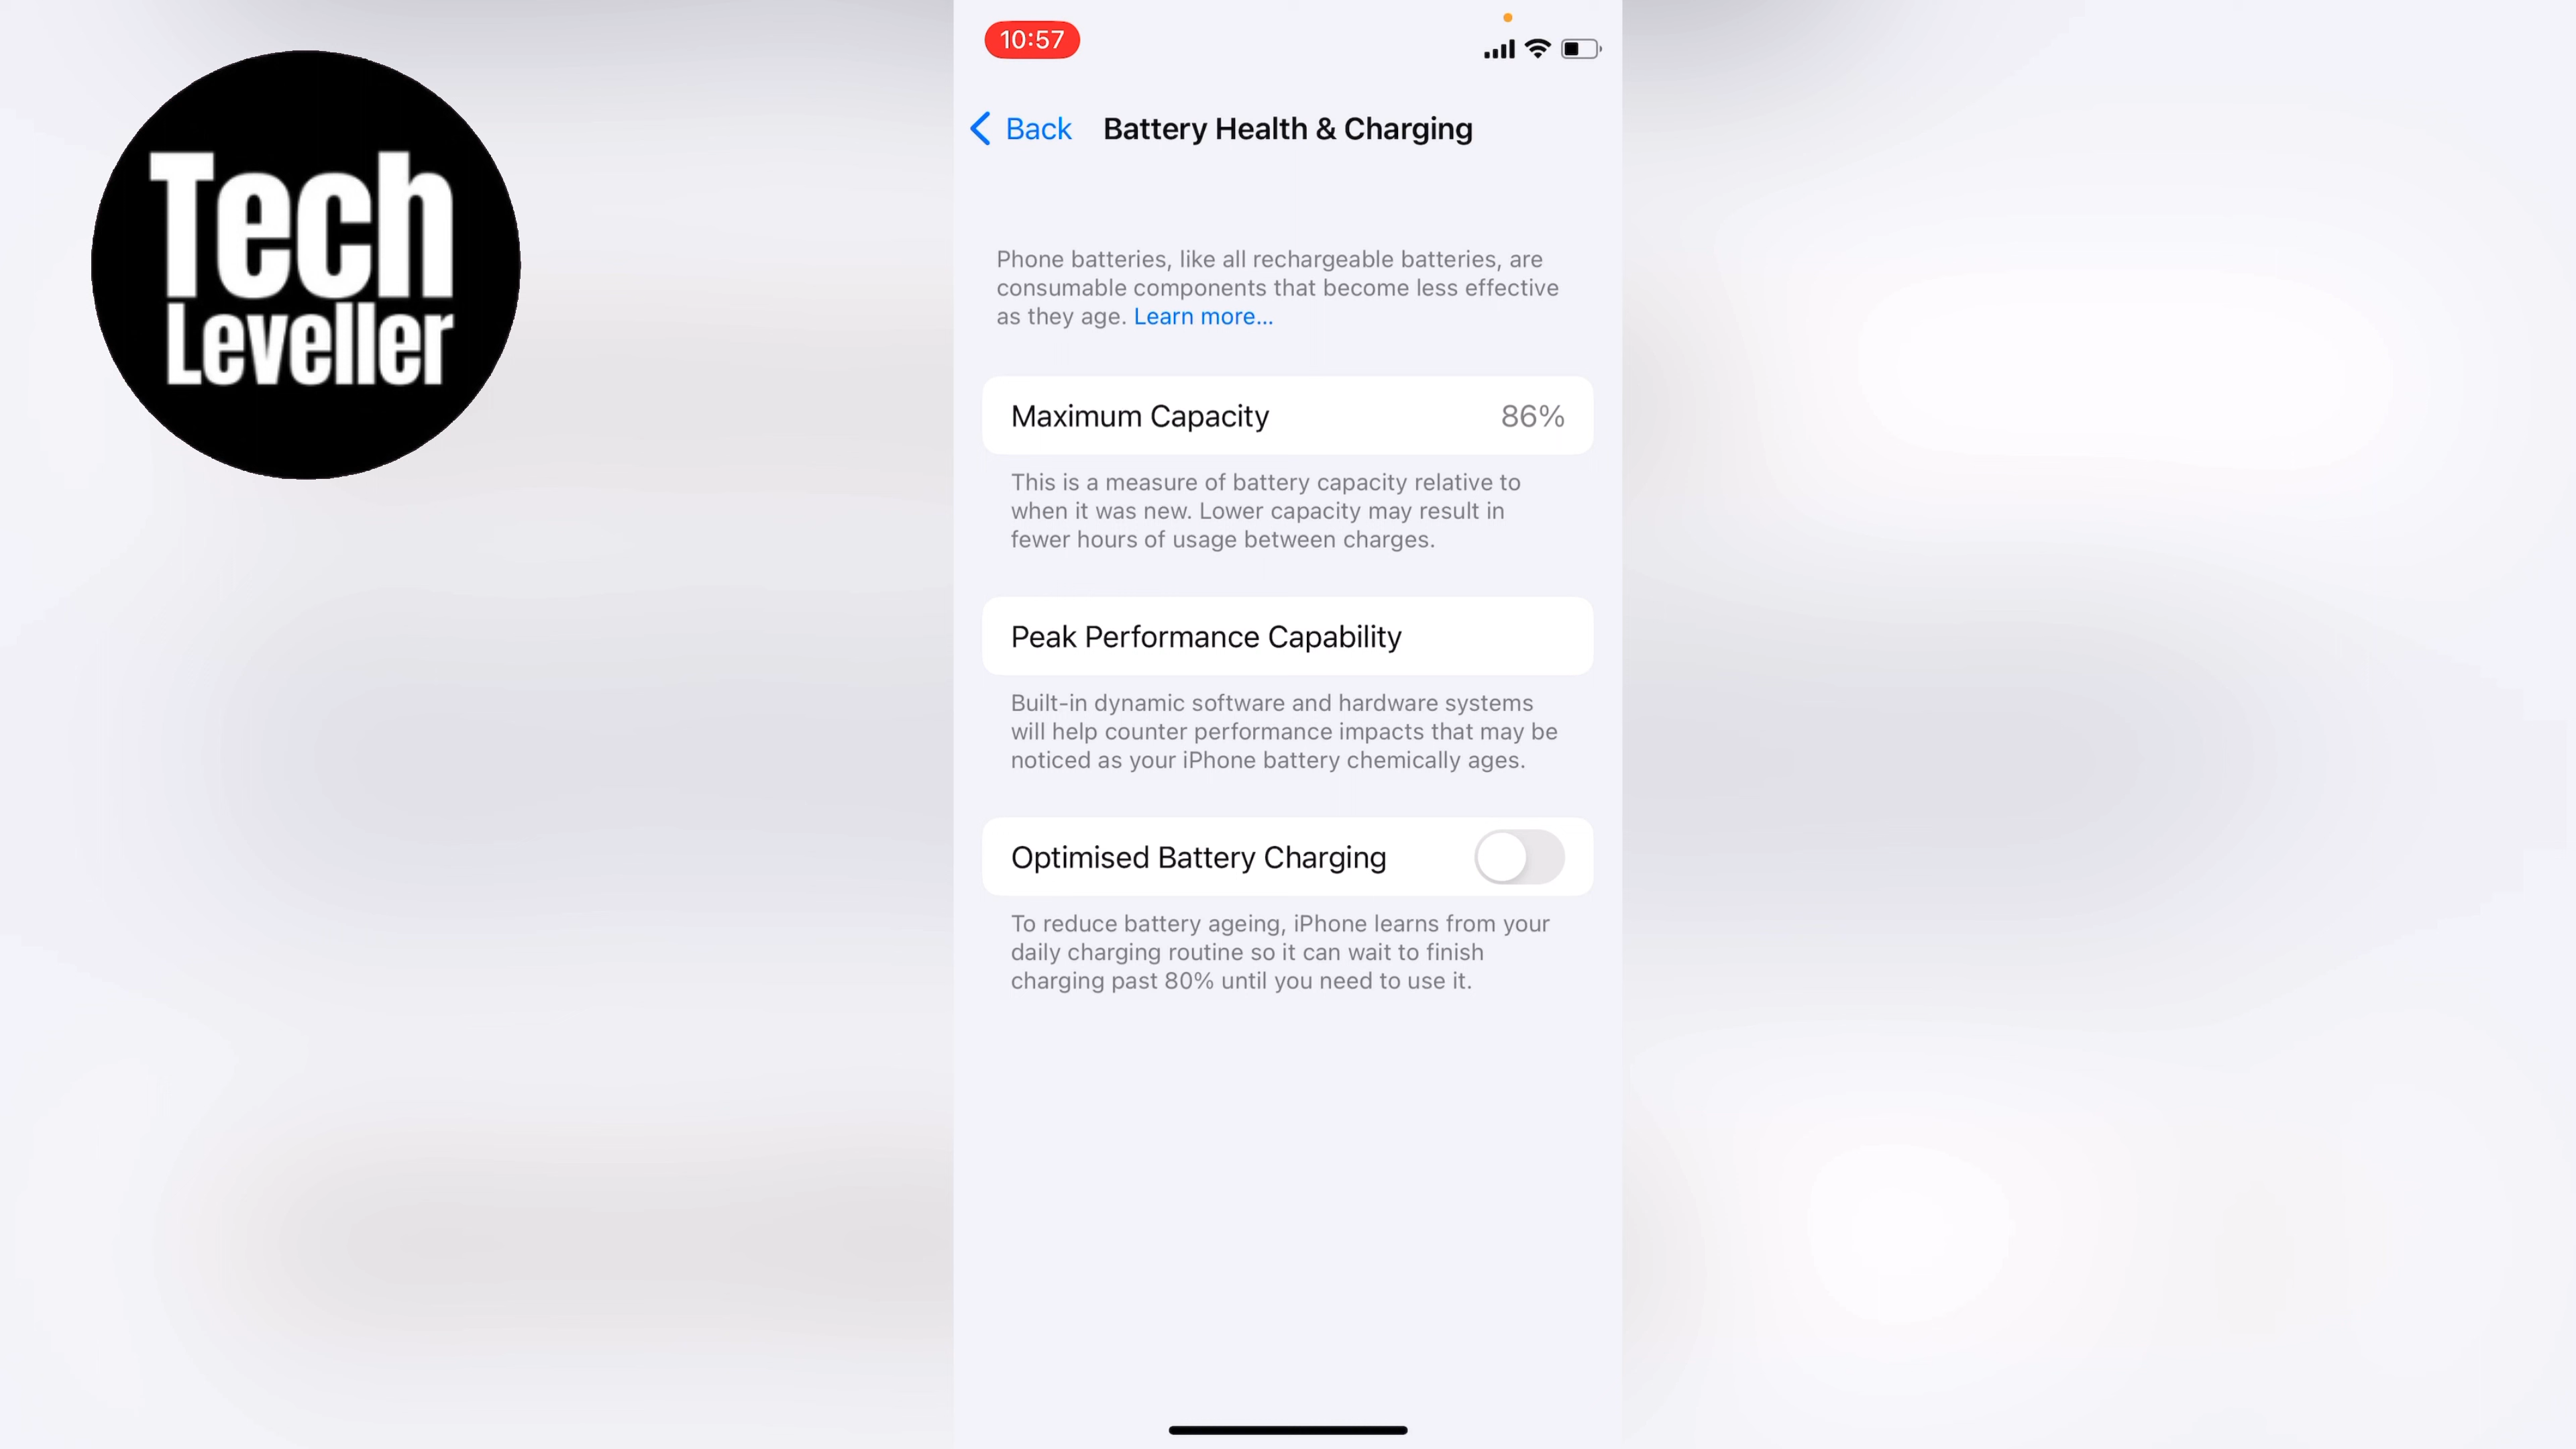 Tech
Leveller
10:57
Back
Battery Health & Charging
Phone batteries, like all rechargeable batteries, are
consumable components that become less effective
as they age. Learn more...
Maximum Capacity 86%
This is a measure of battery capacity relative to
when it was new. Lower capacity may result in
fewer hours of usage between charges.
Peak Performance Capability
Built-in dynamic software and hardware systems
will help counter performance impacts that may be
noticed as your iPhone battery chemically ages.
Optimised Battery Charging
To reduce battery ageing, iPhone learns from your
daily charging routine so it can wait to finish
charging past 80% until you need to use it.